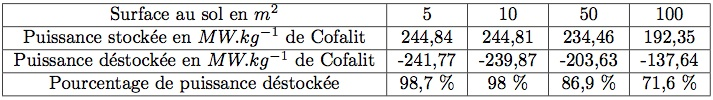 Surface au sol en m² 5 10 50 100
Puissance stockée en MW.kg⁻¹ de Cofalit 244,84 244,81 234,46 192,35
Puissance déstockée en MW.kg⁻¹ de Cofalit -241,77 -239,87 -203,63 -137,64
Pourcentage de puissance déstockée 98,7 % 98 % 86,9 % 71,6 %